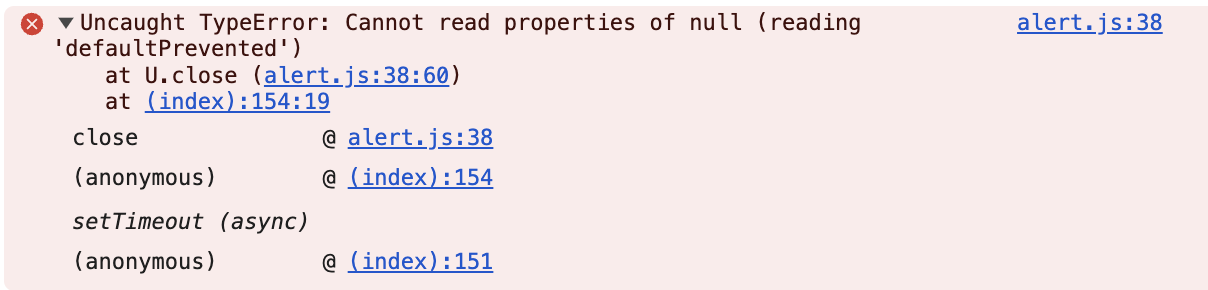 ▼Uncaught TypeError: Cannot read properties of null (reading alert.js:38
'defaultPrevented')
at U.close (alert.js:38:60)
at (index):154:19
close @ alert.js:38
(anonymous) @ (index):154
setTimeout (async)
(anonymous) @ (index):151